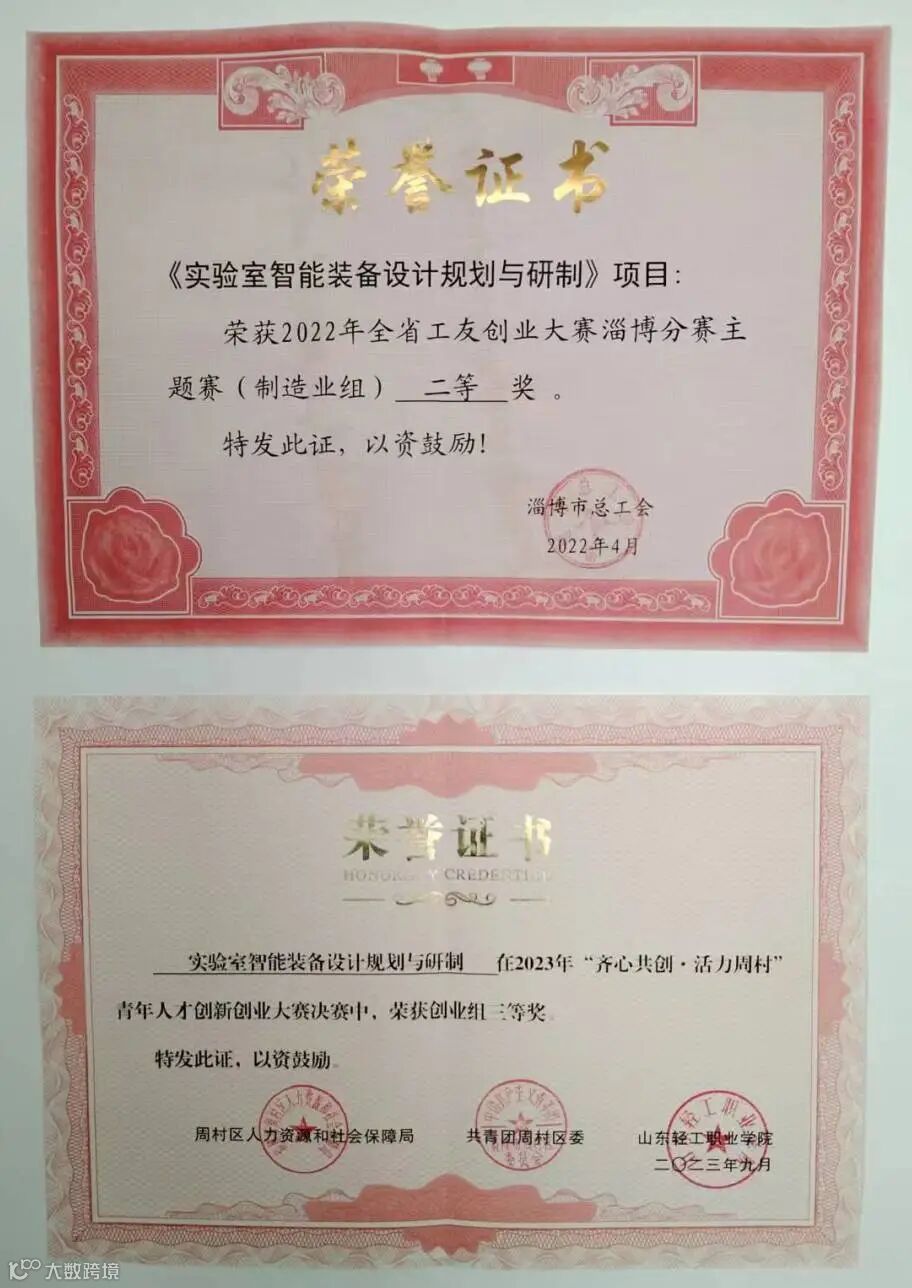 荣誉证书
《实验室智能装备设计规划与研制》项目：
荣获2022年全省工友创业大赛淄博分赛主
题赛（制造业组）二等奖。
特发此证，以资鼓励！
淄博市总工会
2022年4月
荣誉证书
HONORARY CREDENTIAL
实验室智能装备设计规划与研制 在2023年“齐心共创·活力周村”
青年人才创新创业大赛决赛中，荣获创业组三等奖。
特发此证，以资鼓励。
周村区人力资源和社会保障局 共青团周村区委 山东轻工职业学院
二〇二三年九月
大数跨境